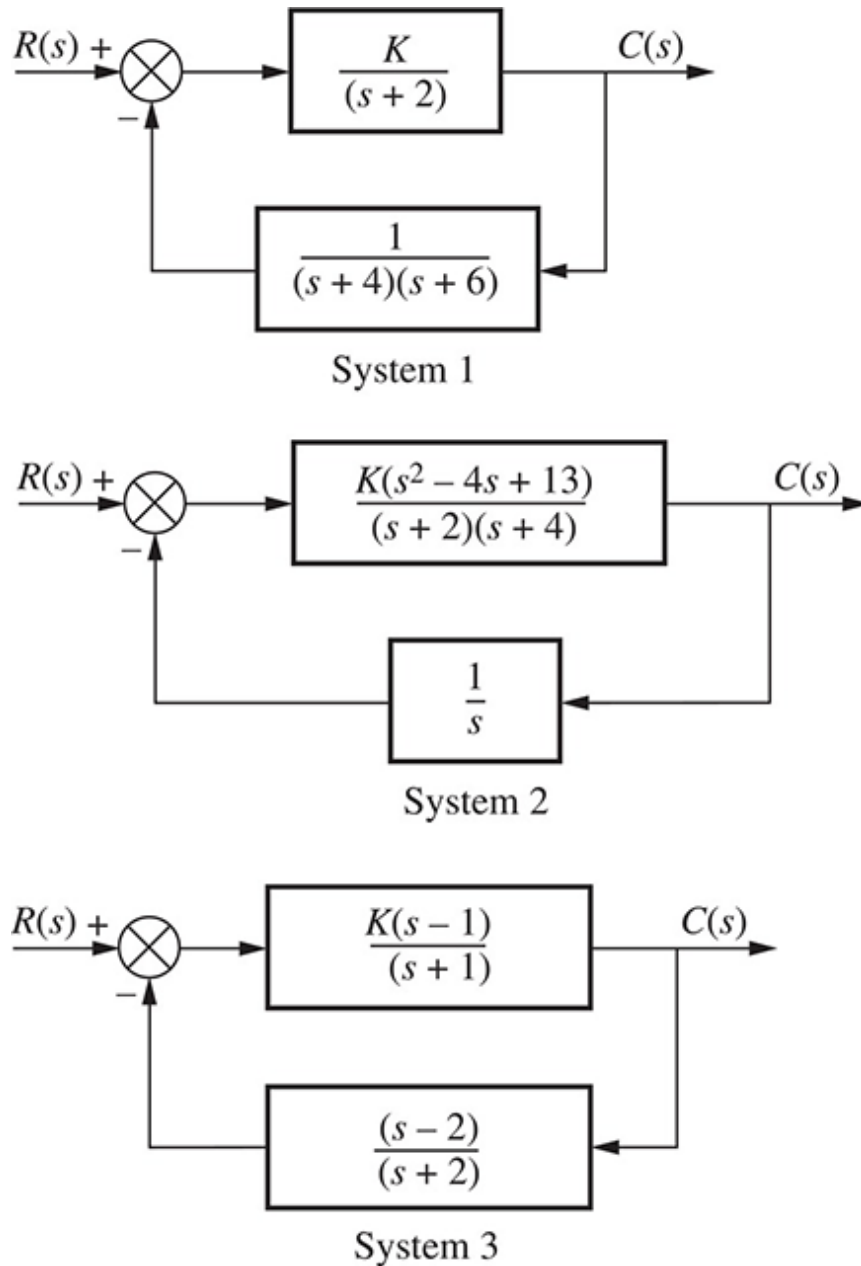 R(s) +
K
(s + 2)
C(s)
−
1
(s + 4)(s + 6)
System 1
R(s) +
K(s² − 4s + 13)
(s + 2)(s + 4)
C(s)
−
1
s
System 2
R(s) +
K(s − 1)
(s + 1)
C(s)
−
(s − 2)
(s + 2)
System 3